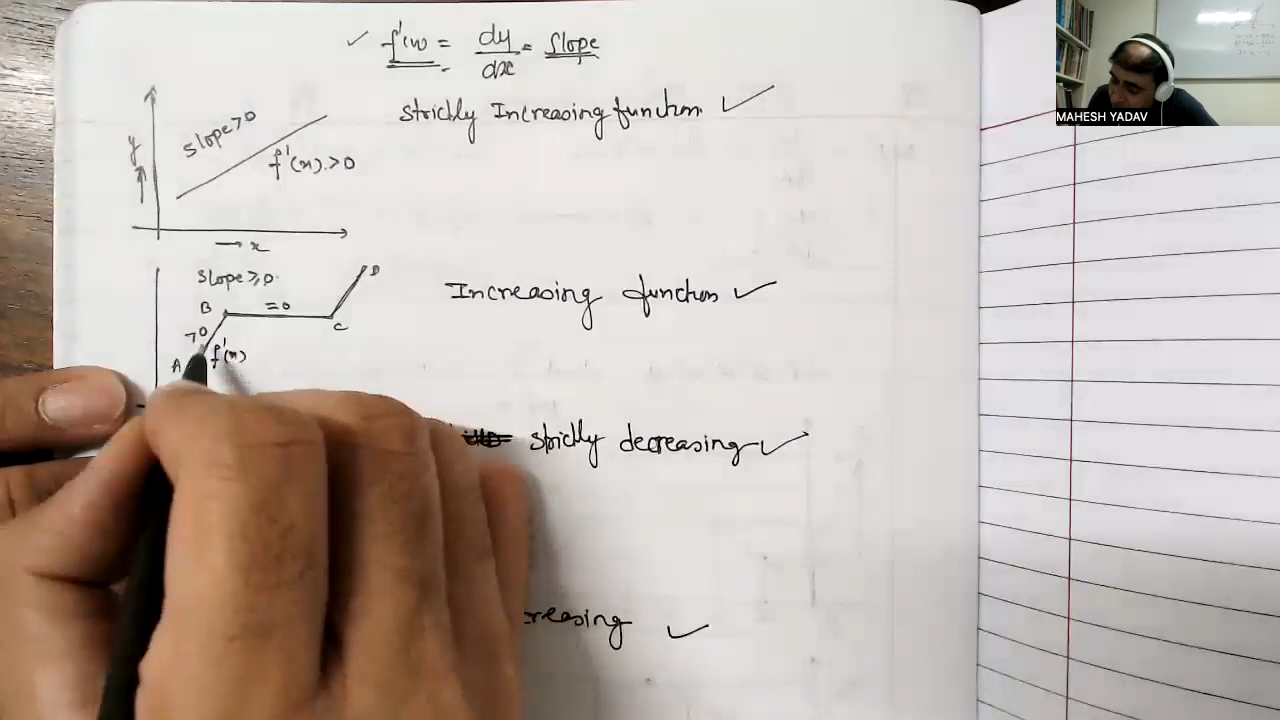 ✓ f'(x) = dy/dx = slope
strictly Increasing function ✓
slope>0
y
f'(x).>0
x
slope ≥ 0.
B
=0
C
D
>0
A
f'(x)
Increasing function ✓
strictly decreasing ✓
✓
MAHESH YADAV